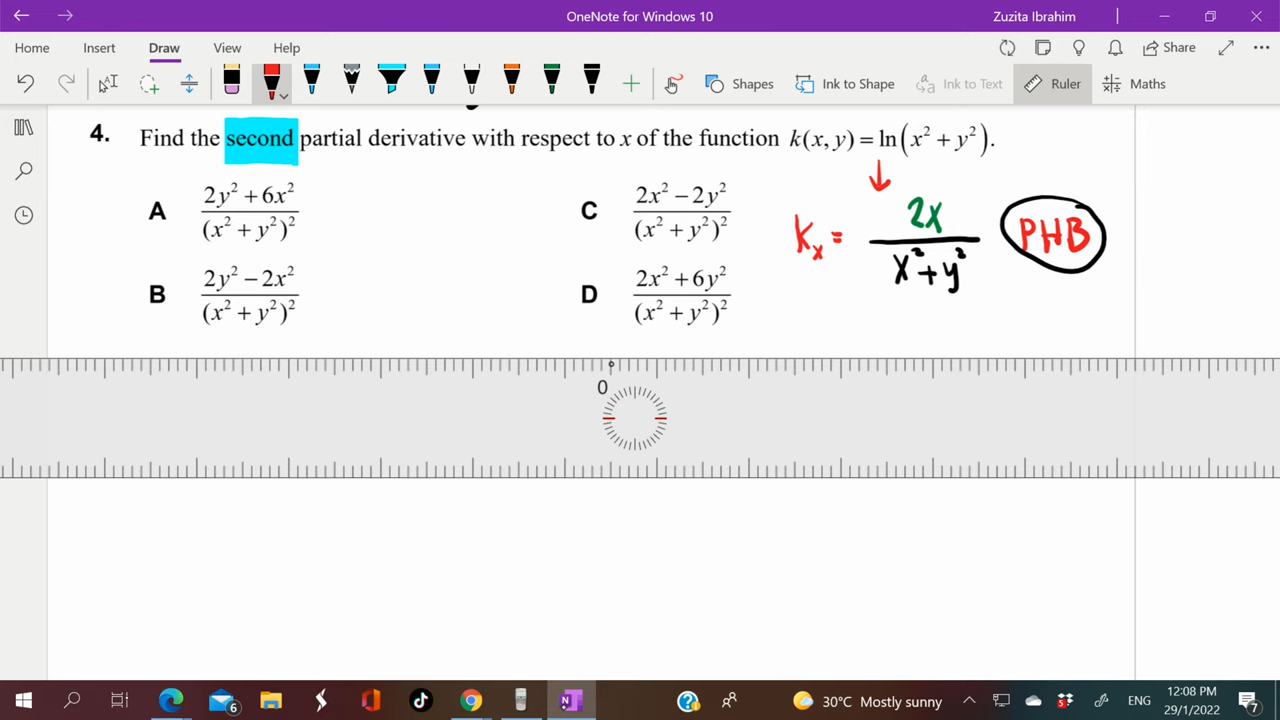 OneNote for Windows 10
Zuzita Ibrahim
Home Insert Draw View Help
Share
Shapes Ink to Shape Ink to Text Ruler Maths
4. Find the second partial derivative with respect to x of the function k(x, y) = ln(x² + y²).
A (2y² + 6x²)/(x² + y²)²
C (2x² − 2y²)/(x² + y²)²
kₓ = 2x/(x² + y²) PHB
B (2y² − 2x²)/(x² + y²)²
D (2x² + 6y²)/(x² + y²)²
0
6
?
30°C Mostly sunny
5
ENG
12:08 PM
29/1/2022
7